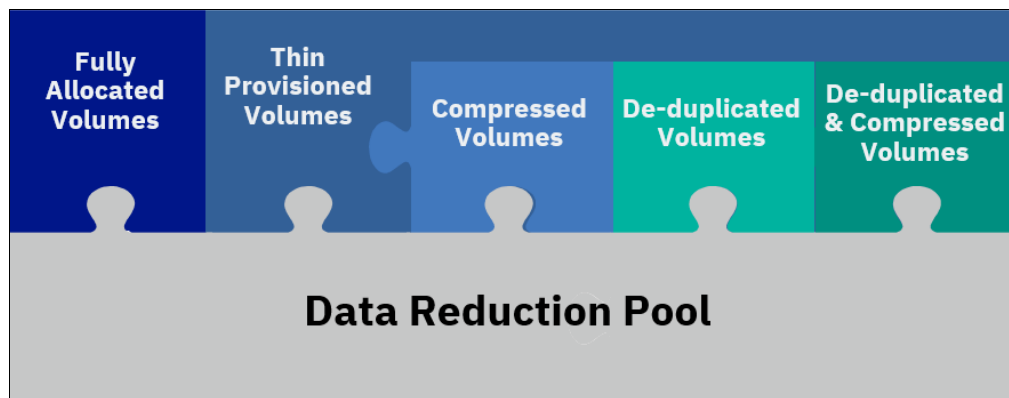 Fully
Allocated
Volumes
Thin
Provisioned
Volumes
Compressed
Volumes
De-duplicated
Volumes
De-duplicated
& Compressed
Volumes
Data Reduction Pool